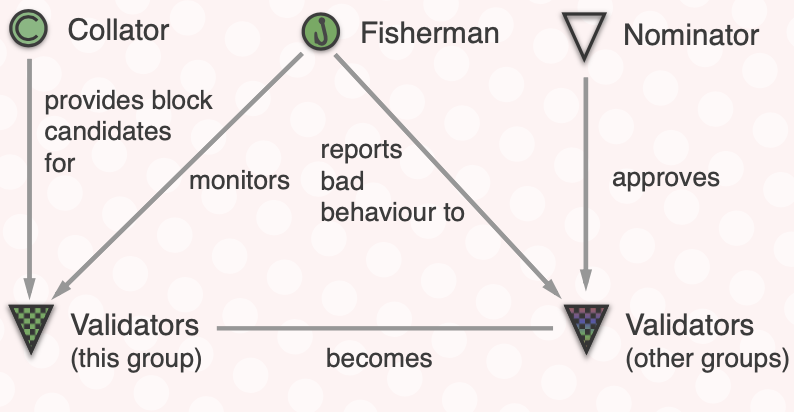 Collator
Fisherman
Nominator
provides block
candidates
for
monitors
reports
bad
behaviour to
approves
Validators
(this group)
becomes
Validators
(other groups)